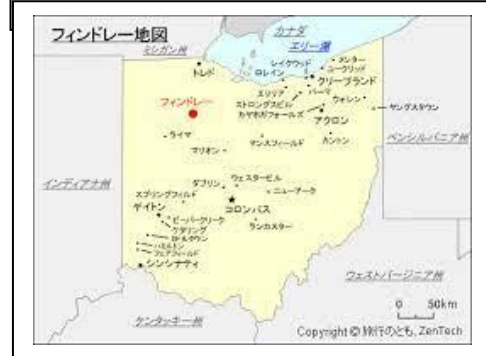 フィンドレー地図
カナダ
ミシガン州
エリー湖
トレド
レイクウッド
メンター
ユークリッド
ロレイン
クリーブランド
エリリア
パーマ
ウォレン
ストロングスビル
カヤホガフォールズ
ヤングスタウン
フィンドレー
アクロン
ライマ
マンスフィールド
カントン
ペンシルバニア州
マリオン
インディアナ州
ダブリン
ウェスタービル
スプリングフィルド
ニューアーク
デイトン
コロンバス
ビーバークリーク
ランカスター
ケタリング
ミドルタウン
ハミルトン
フェアフィールド
シンシナティ
ウェストバージニア州
ケンタッキー州
0 50km
Copyright © 旅行のとも、ZenTech